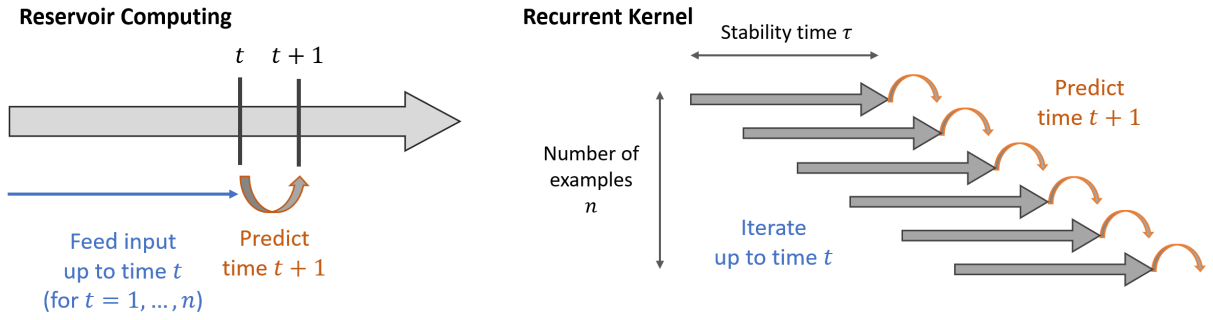 Reservoir Computing
t
t + 1
Feed input
up to time t
(for t = 1, …, n)
Predict
time t + 1
Recurrent Kernel
Stability time τ
Number of
examples
n
Iterate
up to time t
Predict
time t + 1